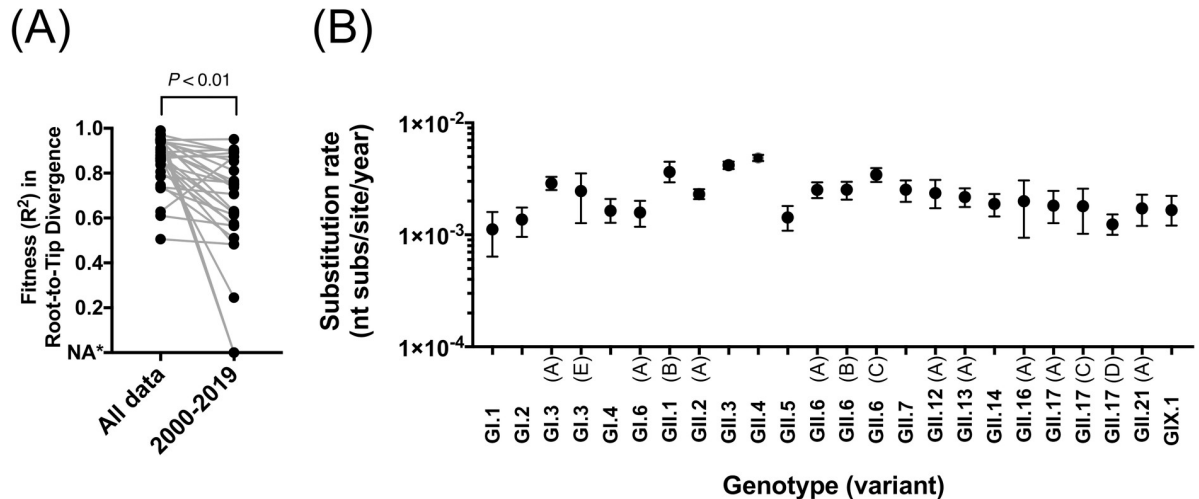 (A)
P < 0.01
Fitness (R²) in
Root-to-Tip Divergence
1.0
0.8
0.6
0.4
0.2
NA*
All data
2000-2019
(B)
Substitution rate
(nt subs/site/year)
1×10⁻²
1×10⁻³
1×10⁻⁴
GI.1
GI.2
GI.3 (A)
GI.3 (E)
GI.4
GI.6 (A)
GII.1 (B)
GII.2 (A)
GII.3
GII.4
GII.5
GII.6 (A)
GII.6 (B)
GII.6 (C)
GII.7
GII.12 (A)
GII.13 (A)
GII.14
GII.16 (A)
GII.17 (A)
GII.17 (C)
GII.17 (D)
GII.21 (A)
GIX.1
Genotype (variant)